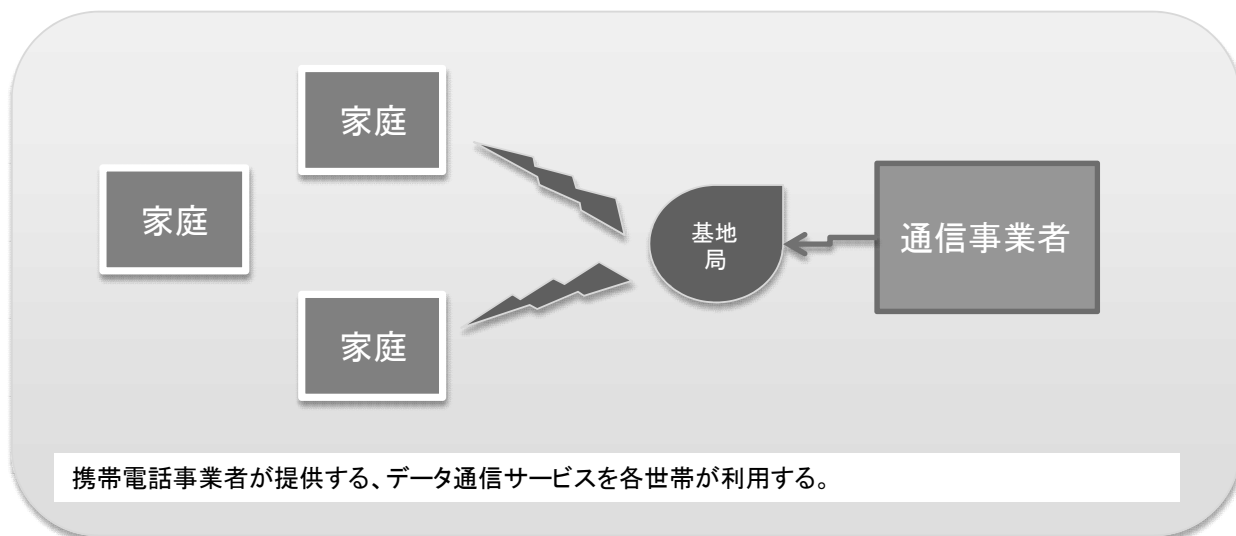 家庭
家庭
家庭
基地
局
通信事業者
携帯電話事業者が提供する、データ通信サービスを各世帯が利用する。